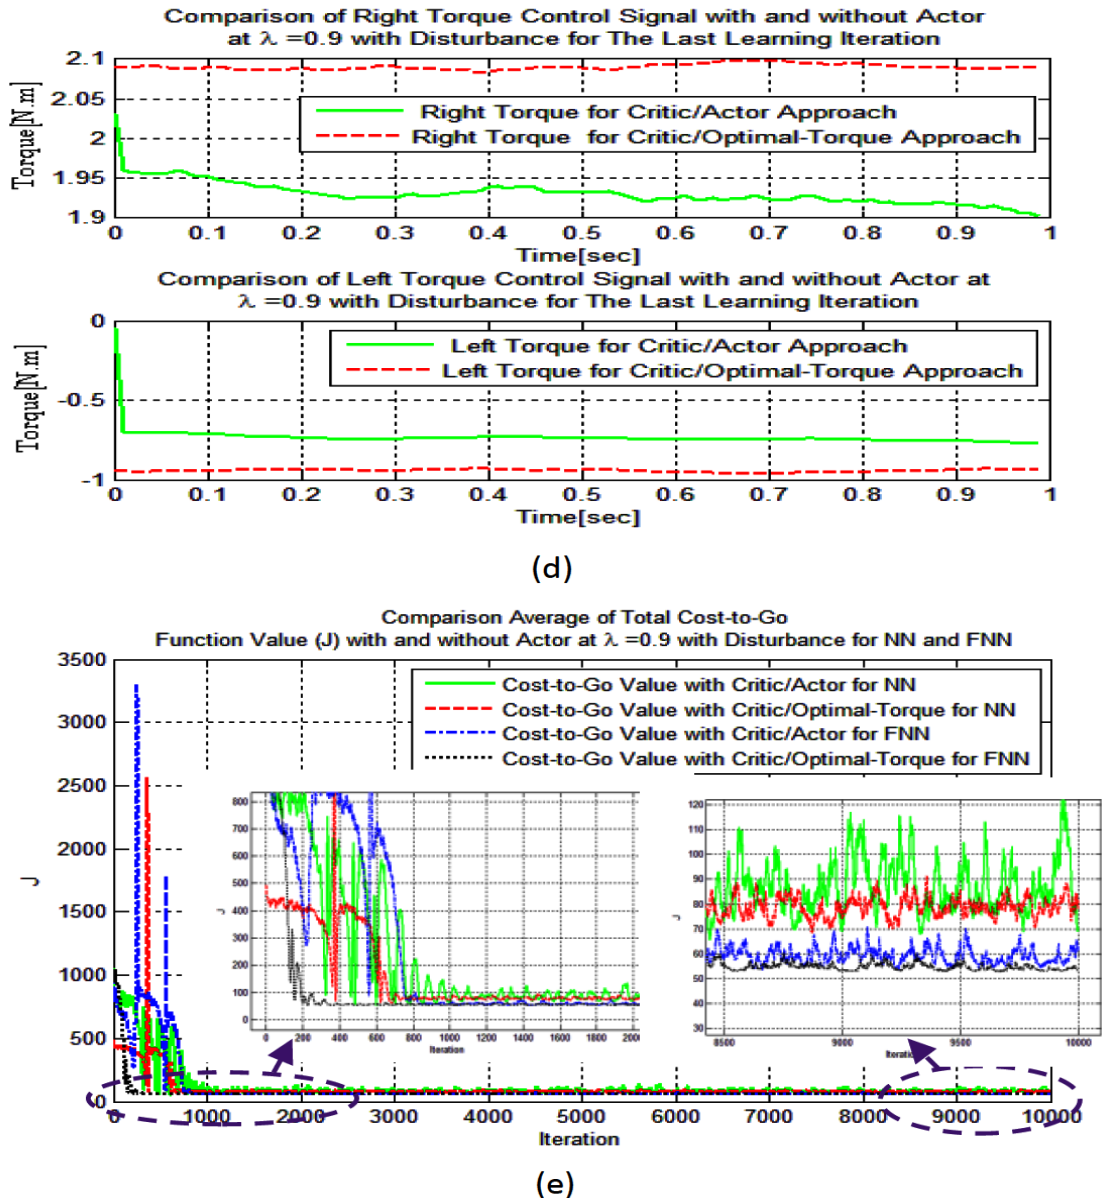 Comparison of Right Torque Control Signal with and without Actor
at λ =0.9 with Disturbance for The Last Learning Iteration
2.1
2.05
2
1.95
1.9
Torque[N.m]
Right Torque for Critic/Actor Approach
Right Torque for Critic/Optimal-Torque Approach
0 0.1 0.2 0.3 0.4 0.5 0.6 0.7 0.8 0.9 1
Time[sec]
Comparison of Left Torque Control Signal with and without Actor at
λ =0.9 with Disturbance for The Last Learning Iteration
0
-0.5
-1
Torque[N.m]
Left Torque for Critic/Actor Approach
Left Torque for Critic/Optimal-Torque Approach
0 0.1 0.2 0.3 0.4 0.5 0.6 0.7 0.8 0.9 1
Time[sec]
(d)
Comparison Average of Total Cost-to-Go
Function Value (J) with and without Actor at λ =0.9 with Disturbance for NN and FNN
3500
3000
2500
2000
1500
1000
500
0
J
Cost-to-Go Value with Critic/Actor for NN
Cost-to-Go Value with Critic/Optimal-Torque for NN
Cost-to-Go Value with Critic/Actor for FNN
Cost-to-Go Value with Critic/Optimal-Torque for FNN
800
700
600
500
400
300
200
100
0
J
0 200 400 600 800 1000 1200 1400 1600 1800
Iteration
120
110
100
90
80
70
60
50
40
30
J
8500 9000 9500 10000
0 1000 2000 3000 4000 5000 6000 7000 8000 9000 10000
Iteration
(e)